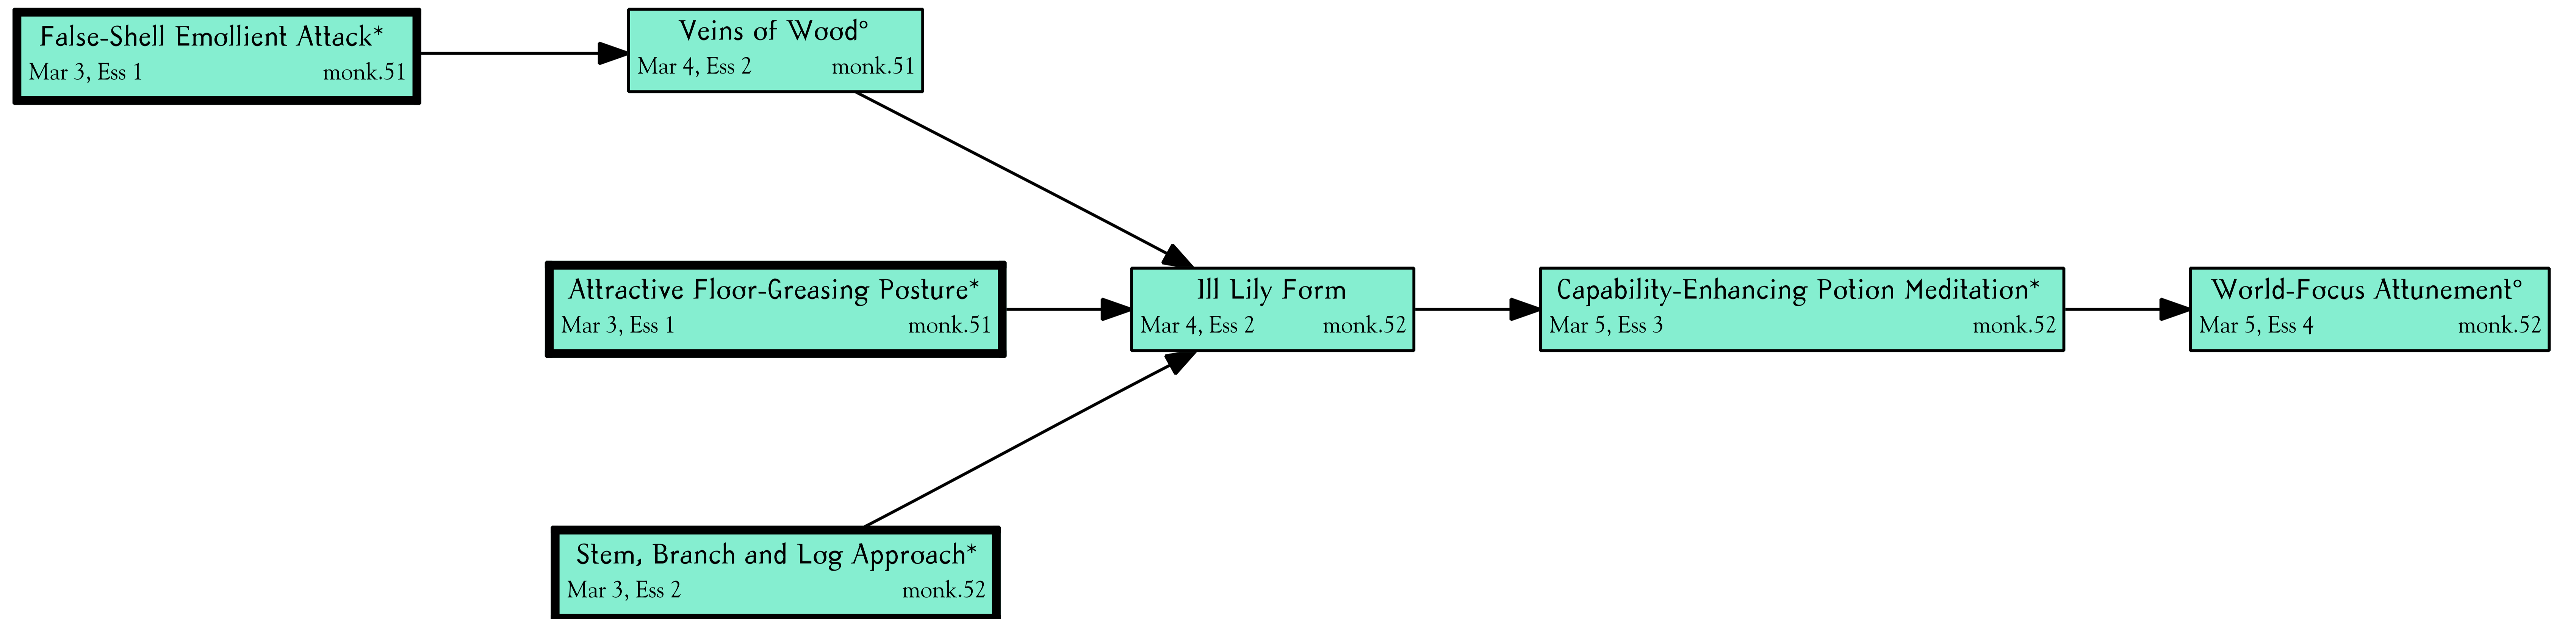 False-Shell Emollient Attack*
Mar 3, Ess 1 monk.51
Veins of Wood°
Mar 4, Ess 2 monk.51
Attractive Floor-Greasing Posture*
Mar 3, Ess 1 monk.51
Ill Lily Form
Mar 4, Ess 2 monk.52
Capability-Enhancing Potion Meditation*
Mar 5, Ess 3 monk.52
World-Focus Attunement°
Mar 5, Ess 4 monk.52
Stem, Branch and Log Approach*
Mar 3, Ess 2 monk.52